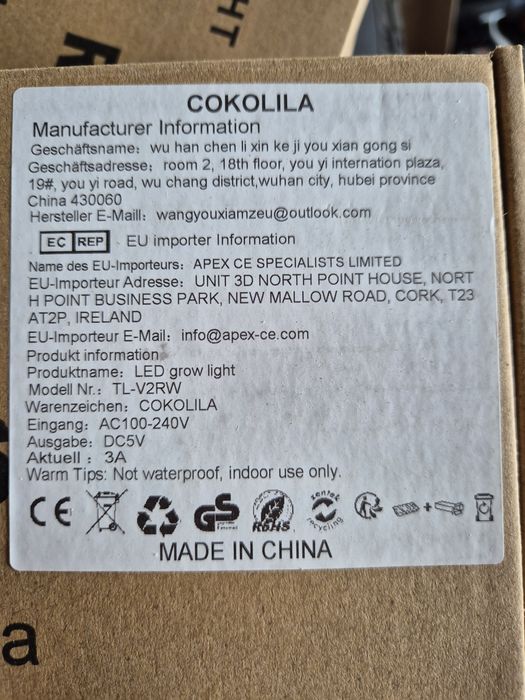 HT
R
COKOLILA
Manufacturer Information
Geschäftsname: wu han chen li xin ke ji you xian gong si
Geschäftsadresse: room 2, 18th floor, you yi internation plaza,
19#, you yi road, wu chang district,wuhan city, hubei province
China 430060
Hersteller E-Maill: wangyouxiamzeu@outlook.com
EC REP EU importer Information
Name des EU-Importeurs: APEX CE SPECIALISTS LIMITED
EU-Importeur Adresse: UNIT 3D NORTH POINT HOUSE, NORT
H POINT BUSINESS PARK, NEW MALLOW ROAD, CORK, T23
AT2P, IRELAND
EU-Importeur E-Mail: info@apex-ce.com
Produkt information
Produktname: LED grow light
Modell Nr.: TL-V2RW
Warenzeichen: COKOLILA
Eingang: AC100-240V
Ausgabe: DC5V
Aktuell : 3A
Warm Tips: Not waterproof, indoor use only.
CE GS RoHS recycling +
MADE IN CHINA
a